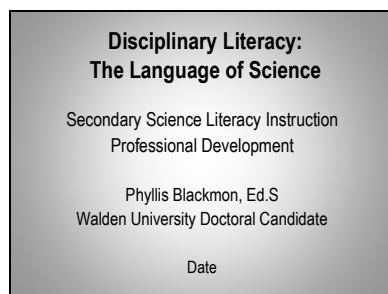 Disciplinary Literacy:
The Language of Science
Secondary Science Literacy Instruction
Professional Development
Phyllis Blackmon, Ed.S
Walden University Doctoral Candidate
Date